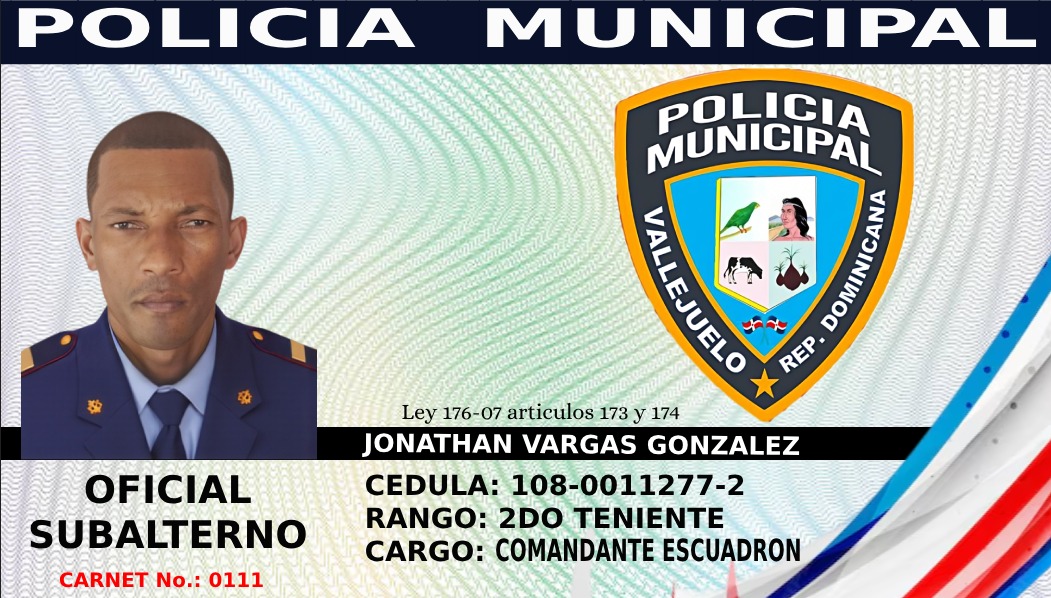 POLICIA MUNICIPAL
POLICIA
MUNICIPAL
VALLEJUELO
REP. DOMINICANA
Ley 176-07 articulos 173 y 174
JONATHAN VARGAS GONZALEZ
OFICIAL
SUBALTERNO
CARNET No.: 0111
CEDULA: 108-0011277-2
RANGO: 2DO TENIENTE
CARGO: COMANDANTE ESCUADRON